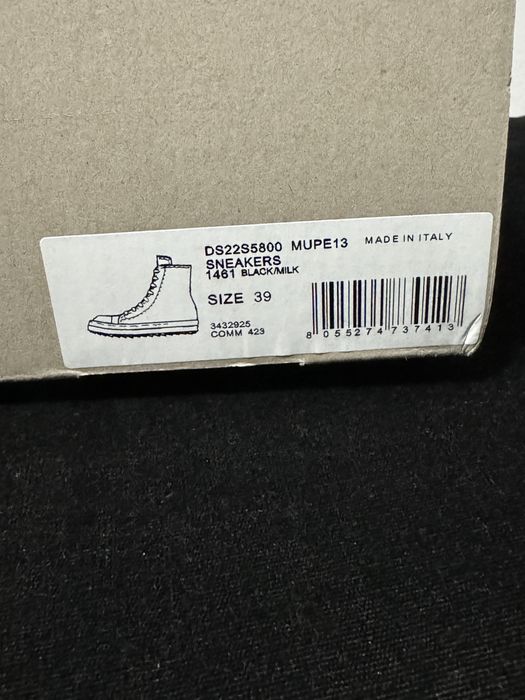 DS22S5800 MUPE13 MADE IN ITALY
SNEAKERS
1461 BLACK/MILK
SIZE 39
3432925
COMM 423
8 055274 737413